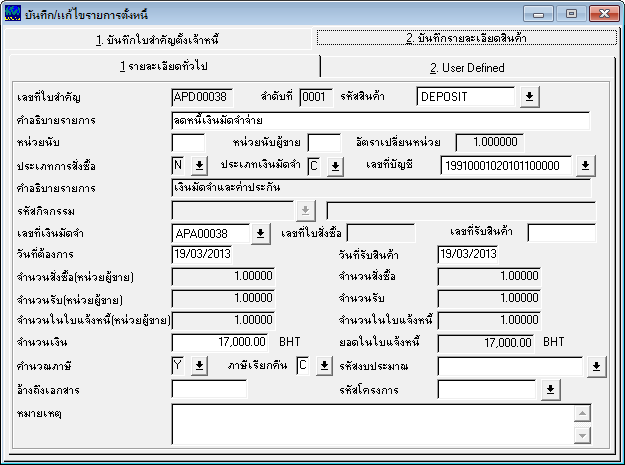 บันทึก/แก้ไขรายการตั้งหนี้
1. บันทึกใบสำคัญตั้งเจ้าหนี้ 2. บันทึกรายละเอียดสินค้า
1 รายละเอียดทั่วไป 2. User Defined
เลขที่ใบสำคัญ APD00038 ลำดับที่ 0001 รหัสสินค้า DEPOSIT
คำอธิบายรายการ ลดหนี้เงินมัดจำจ่าย
หน่วยนับ หน่วยนับผู้ขาย อัตราเปลี่ยนหน่วย 1.000000
ประเภทการสั่งซื้อ N ประเภทเงินมัดจำ C เลขที่บัญชี 19910001020101100000
คำอธิบายรายการ เงินมัดจำและค่าประกัน
รหัสกิจกรรม
เลขที่เงินมัดจำ APA00038 เลขที่ใบสั่งซื้อ เลขที่รับสินค้า
วันที่ต้องการ 19/03/2013 วันที่รับสินค้า 19/03/2013
จำนวนสั่งซื้อ(หน่วยผู้ขาย) 1.00000 จำนวนสั่งซื้อ 1.00000
จำนวนรับ(หน่วยผู้ขาย) 1.00000 จำนวนรับ 1.00000
จำนวนในใบแจ้งหนี้(หน่วยผู้ขาย) 1.00000 จำนวนในใบแจ้งหนี้ 1.00000
จำนวนเงิน 17,000.00 BHT ยอดในใบแจ้งหนี้ 17,000.00 BHT
คำนวณภาษี Y ภาษีเรียกคืน C รหัสงบประมาณ
อ้างถึงเอกสาร รหัสโครงการ
หมายเหตุ